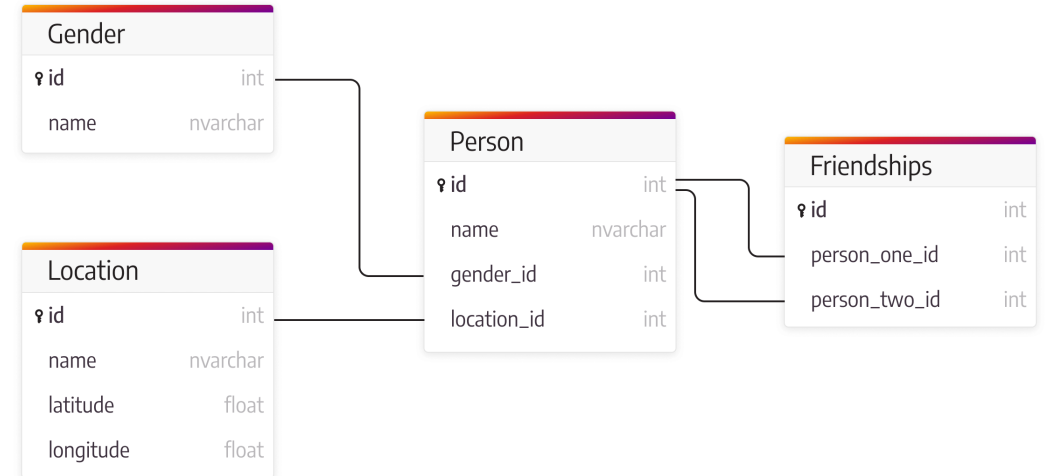 Gender
id int
name nvarchar
Location
id int
name nvarchar
latitude float
longitude float
Person
id int
name nvarchar
gender_id int
location_id int
Friendships
id int
person_one_id int
person_two_id int